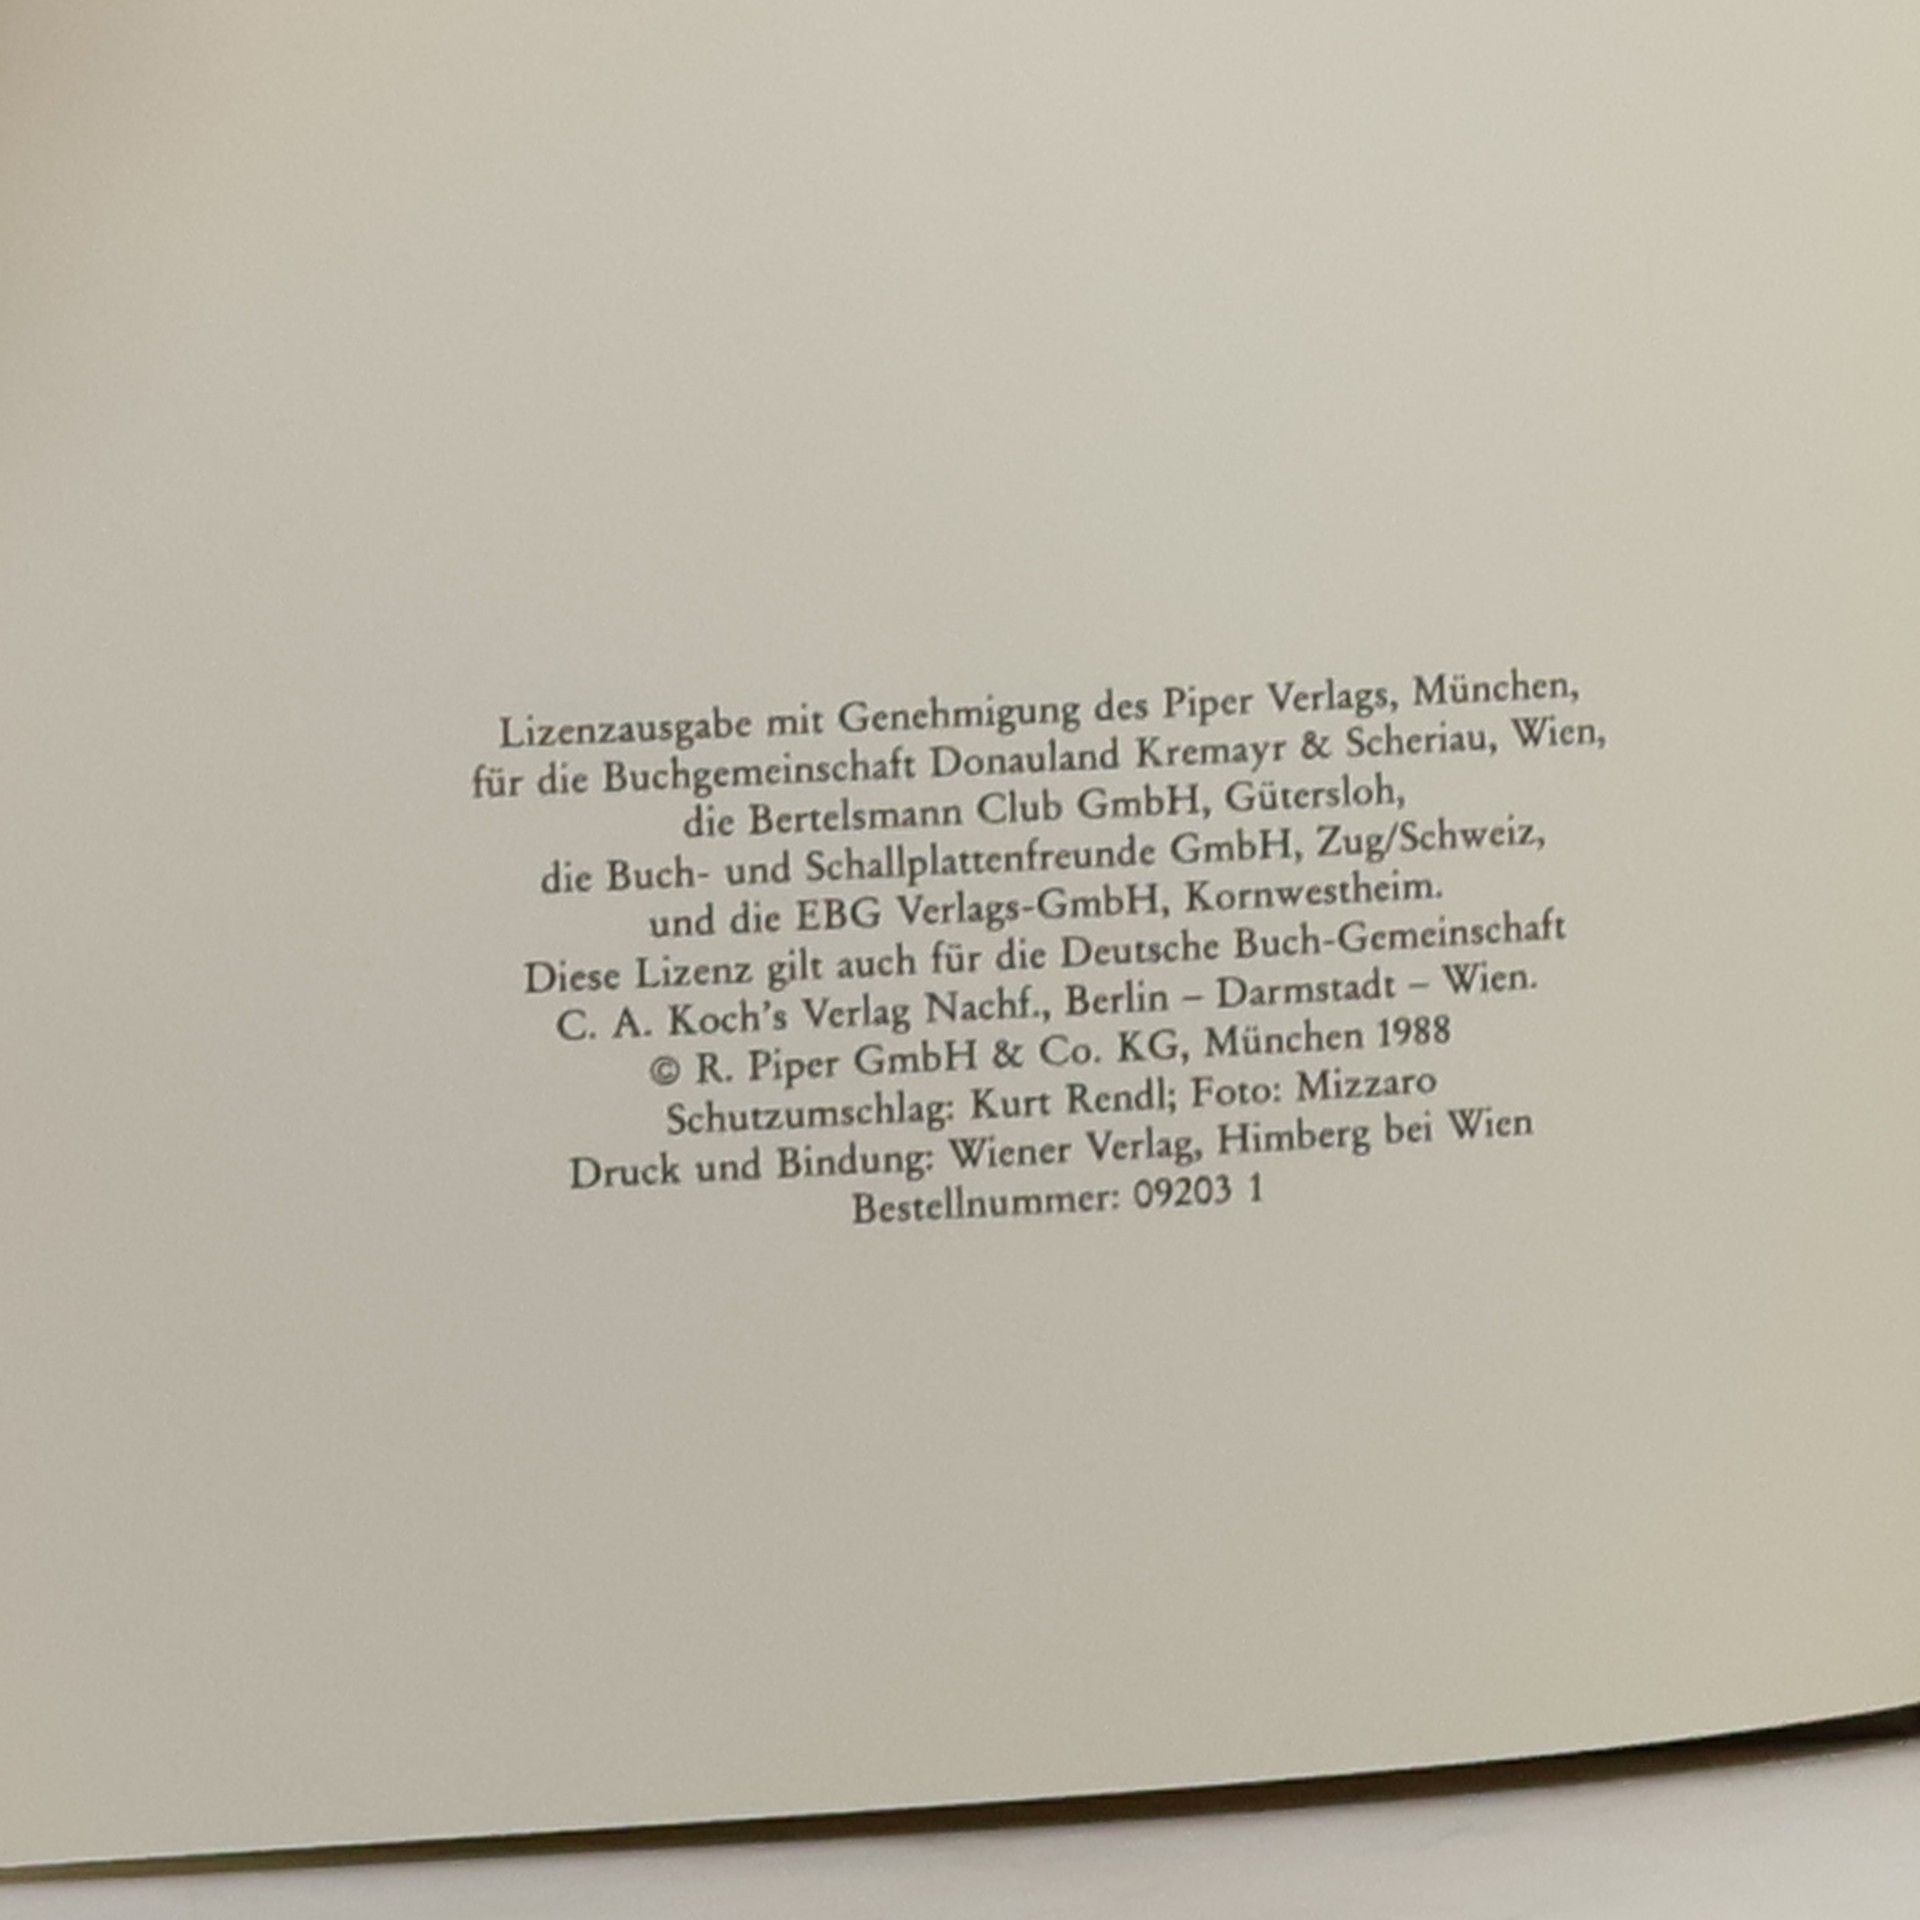 Lizenzausgabe mit Genehmigung des Piper Verlags, München,
für die Buchgemeinschaft Donauland Kremayr & Scheriau, Wien,
die Bertelsmann Club GmbH, Gütersloh,
die Buch- und Schallplattenfreunde GmbH, Zug/Schweiz,
und die EBG Verlags-GmbH, Kornwestheim.
Diese Lizenz gilt auch für die Deutsche Buch-Gemeinschaft
C. A. Koch's Verlag Nachf., Berlin – Darmstadt – Wien.
© R. Piper GmbH & Co. KG, München 1988
Schutzumschlag: Kurt Rendl; Foto: Mizzaro
Druck und Bindung: Wiener Verlag, Himberg bei Wien
Bestellnummer: 09203 1